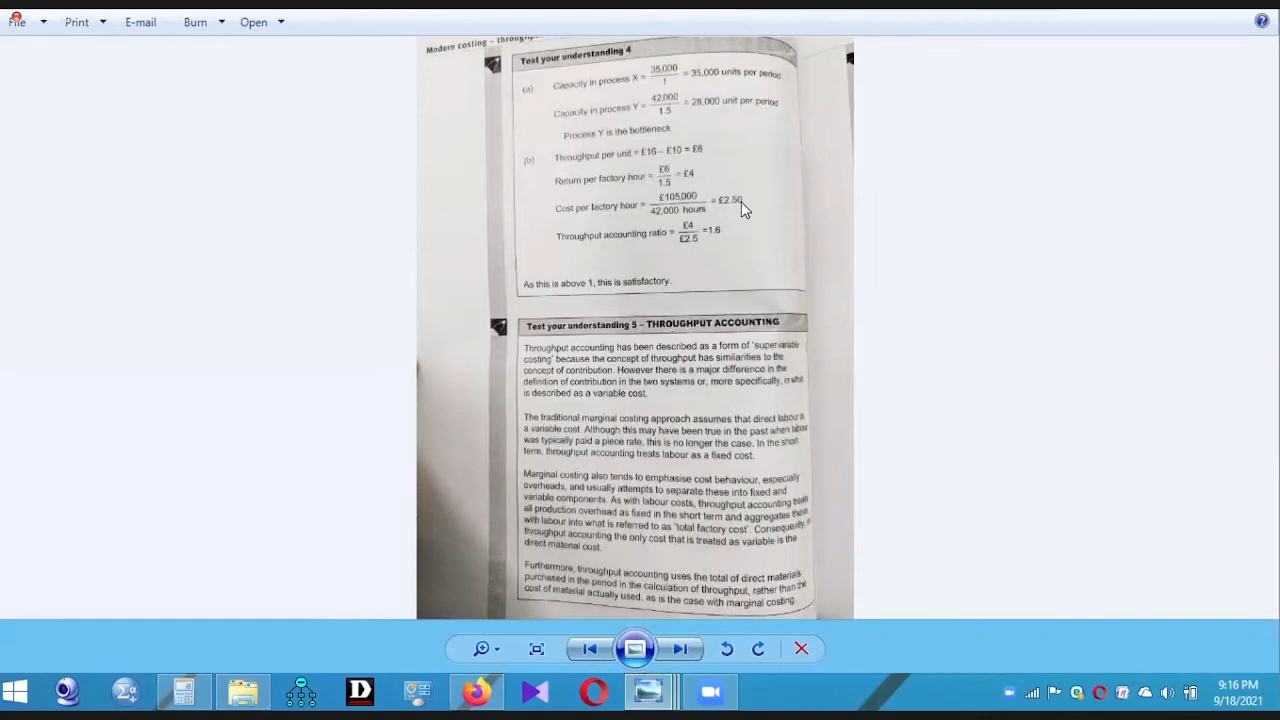 File Print E-mail Burn Open
Modern costing – throughput
Test your understanding 4
(a) Capacity in process X = 35,000 / 1 = 35,000 units per period
Capacity in process Y = 42,000 / 1.5 = 28,000 unit per period
Process Y is the bottleneck
(b) Throughput per unit = £16 – £10 = £6
Return per factory hour = £6 / 1.5 = £4
Cost per factory hour = £105,000 / 42,000 hours = £2.50
Throughput accounting ratio = £4 / £2.5 =1.6
As this is above 1, this is satisfactory.
Test your understanding 5 – THROUGHPUT ACCOUNTING
Throughput accounting has been described as a form of 'super variable
costing' because the concept of throughput has similarities to the
concept of contribution. However there is a major difference in the
definition of contribution in the two systems or, more specifically, in what
is described as a variable cost.
The traditional marginal costing approach assumes that direct labour is
a variable cost. Although this may have been true in the past when labour
was typically paid a piece rate, this is no longer the case. In the short
term, throughput accounting treats labour as a fixed cost.
Marginal costing also tends to emphasise cost behaviour, especially
overheads, and usually attempts to separate these into fixed and
variable components. As with labour costs, throughput accounting treats
all production overhead as fixed in the short term and aggregates these
with labour into what is referred to as 'total factory cost'. Consequently, in
throughput accounting the only cost that is treated as variable is the
direct material cost.
Furthermore, throughput accounting uses the total of direct materials
purchased in the period in the calculation of throughput, rather than the
cost of material actually used, as is the case with marginal costing.
9:16 PM
9/18/2021